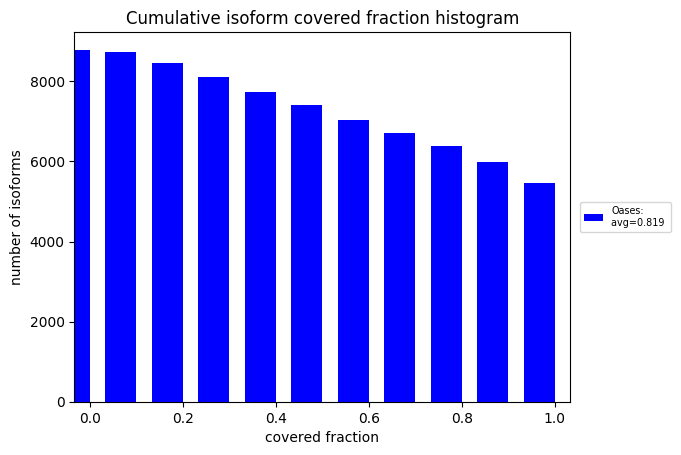 Cumulative isoform covered fraction histogram
number of isoforms
8000
6000
4000
2000
0
0.0 0.2 0.4 0.6 0.8 1.0
covered fraction
Oases:
avg=0.819